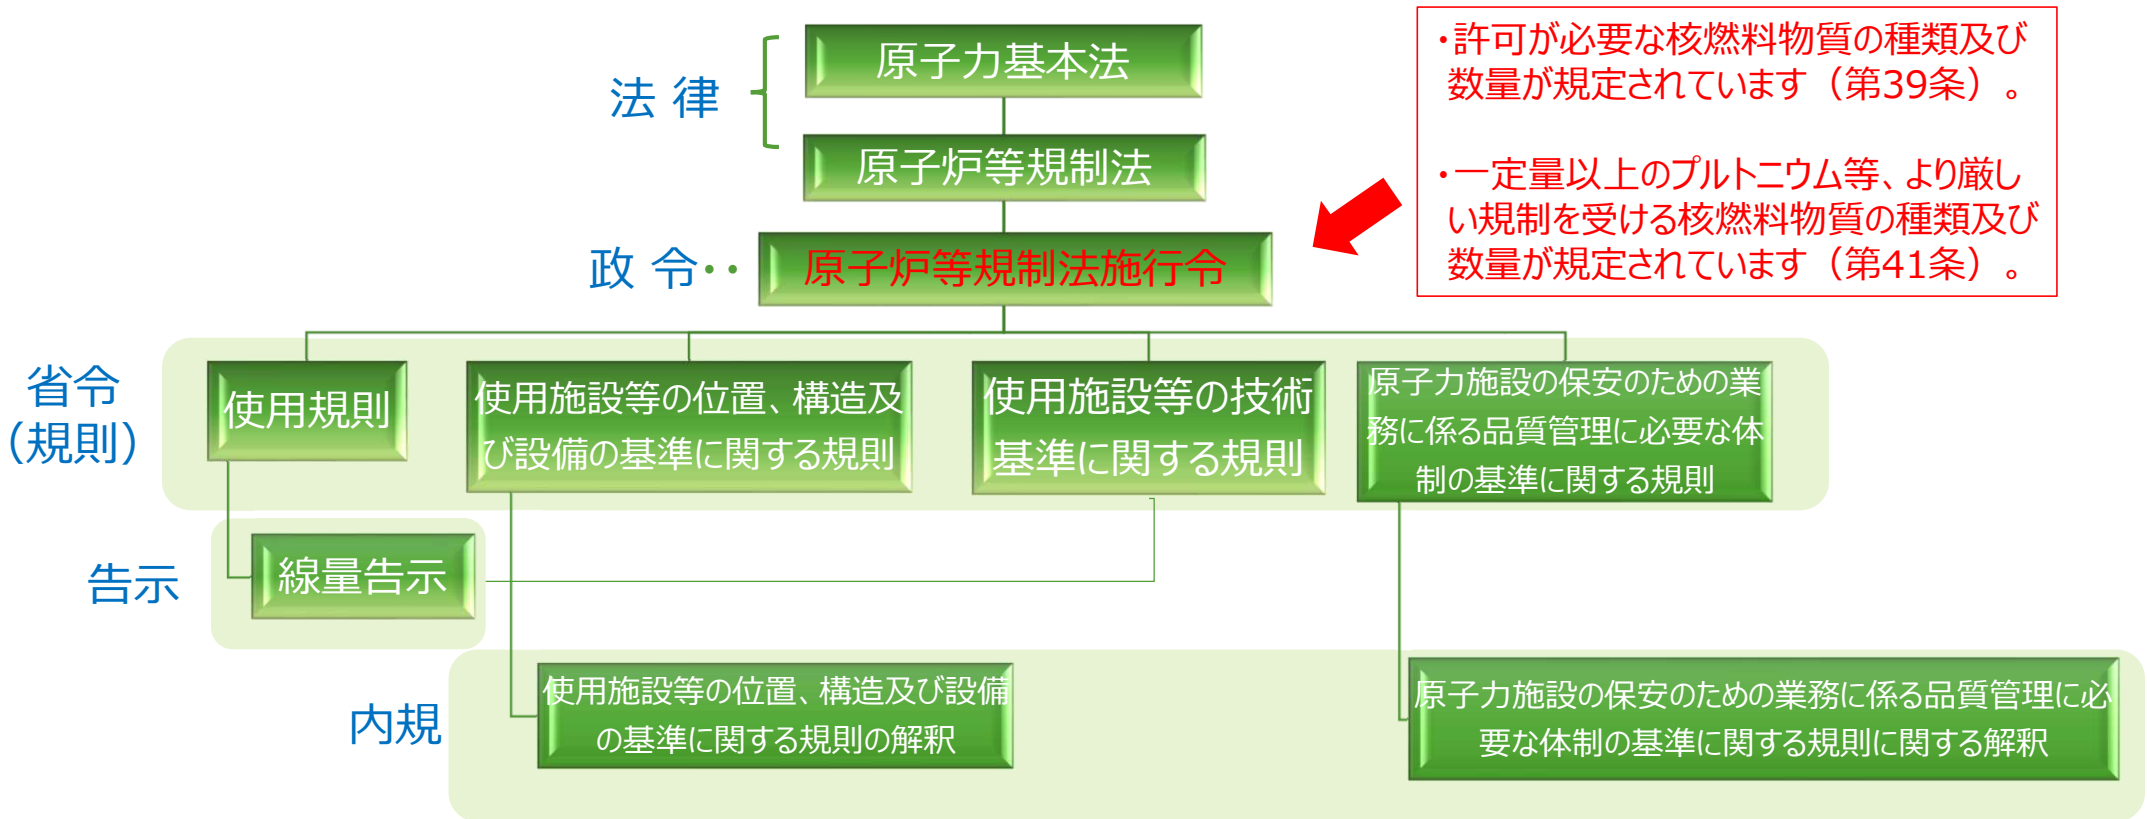 法 律
原子力基本法
原子炉等規制法
・許可が必要な核燃料物質の種類及び
数量が規定されています（第39条）。
・一定量以上のプルトニウム等、より厳し
い規制を受ける核燃料物質の種類及び
数量が規定されています（第41条）。
政 令・・
原子炉等規制法施行令
省令
（規則）
使用規則
使用施設等の位置、構造及
び設備の基準に関する規則
使用施設等の技術
基準に関する規則
原子力施設の保安のための業
務に係る品質管理に必要な体
制の基準に関する規則
告示
線量告示
内規
使用施設等の位置、構造及び設備
の基準に関する規則の解釈
原子力施設の保安のための業務に係る品質管理に必
要な体制の基準に関する規則に関する解釈